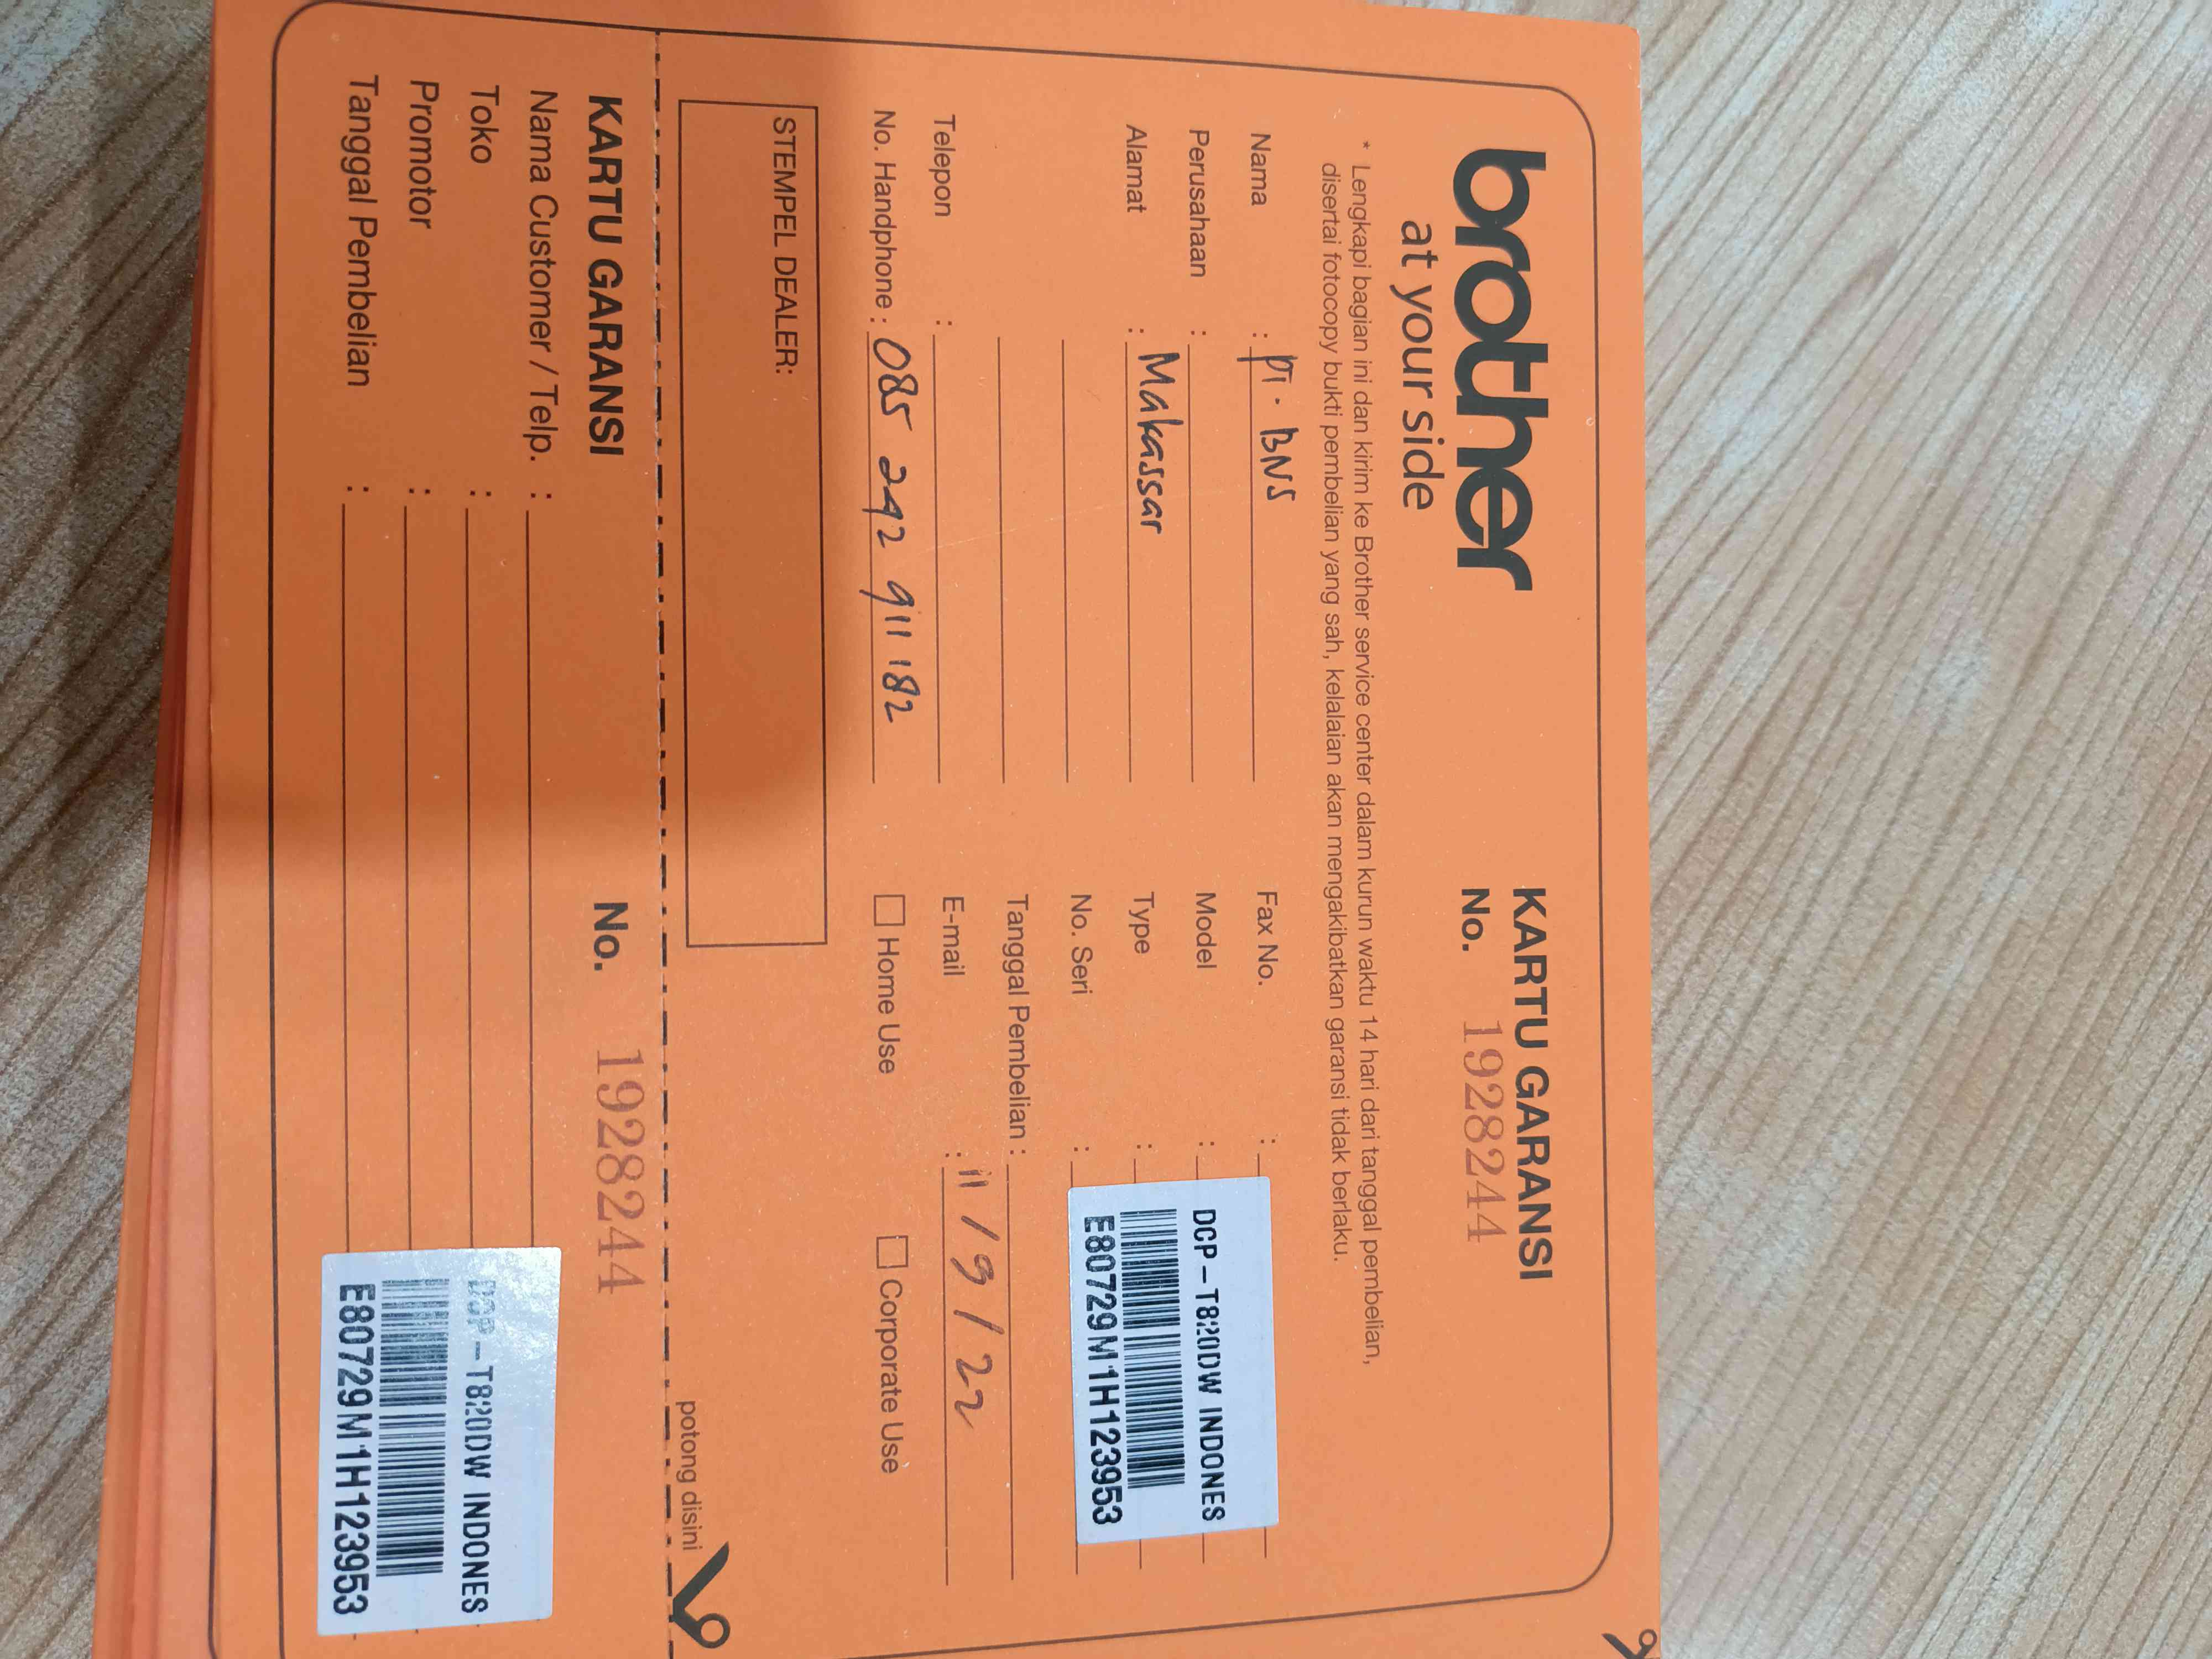 brother
at your side
KARTU GARANSI
No. 1928244
* Lengkapi bagian ini dan kirim ke Brother service center dalam kurun waktu 14 hari dari tanggal pembelian,
disertai fotocopy bukti pembelian yang sah, kelalaian akan mengakibatkan garansi tidak berlaku.
Nama : PT. BNS
Perusahaan :
Alamat : Makassar
Telepon :
No. Handphone : 085 242 911 182
Fax No. :
Model :
Type :
No. Seri :
DCP-T820DW INDONES
E80729M1H123953
Tanggal Pembelian :
E-mail : 11/3/22
Home Use
Corporate Use
STEMPEL DEALER:
potong disini
KARTU GARANSI
No. 1928244
Nama Customer / Telp. :
Toko :
Promotor :
Tanggal Pembelian :
DCP-T820DW INDONES
E80729M1H123953